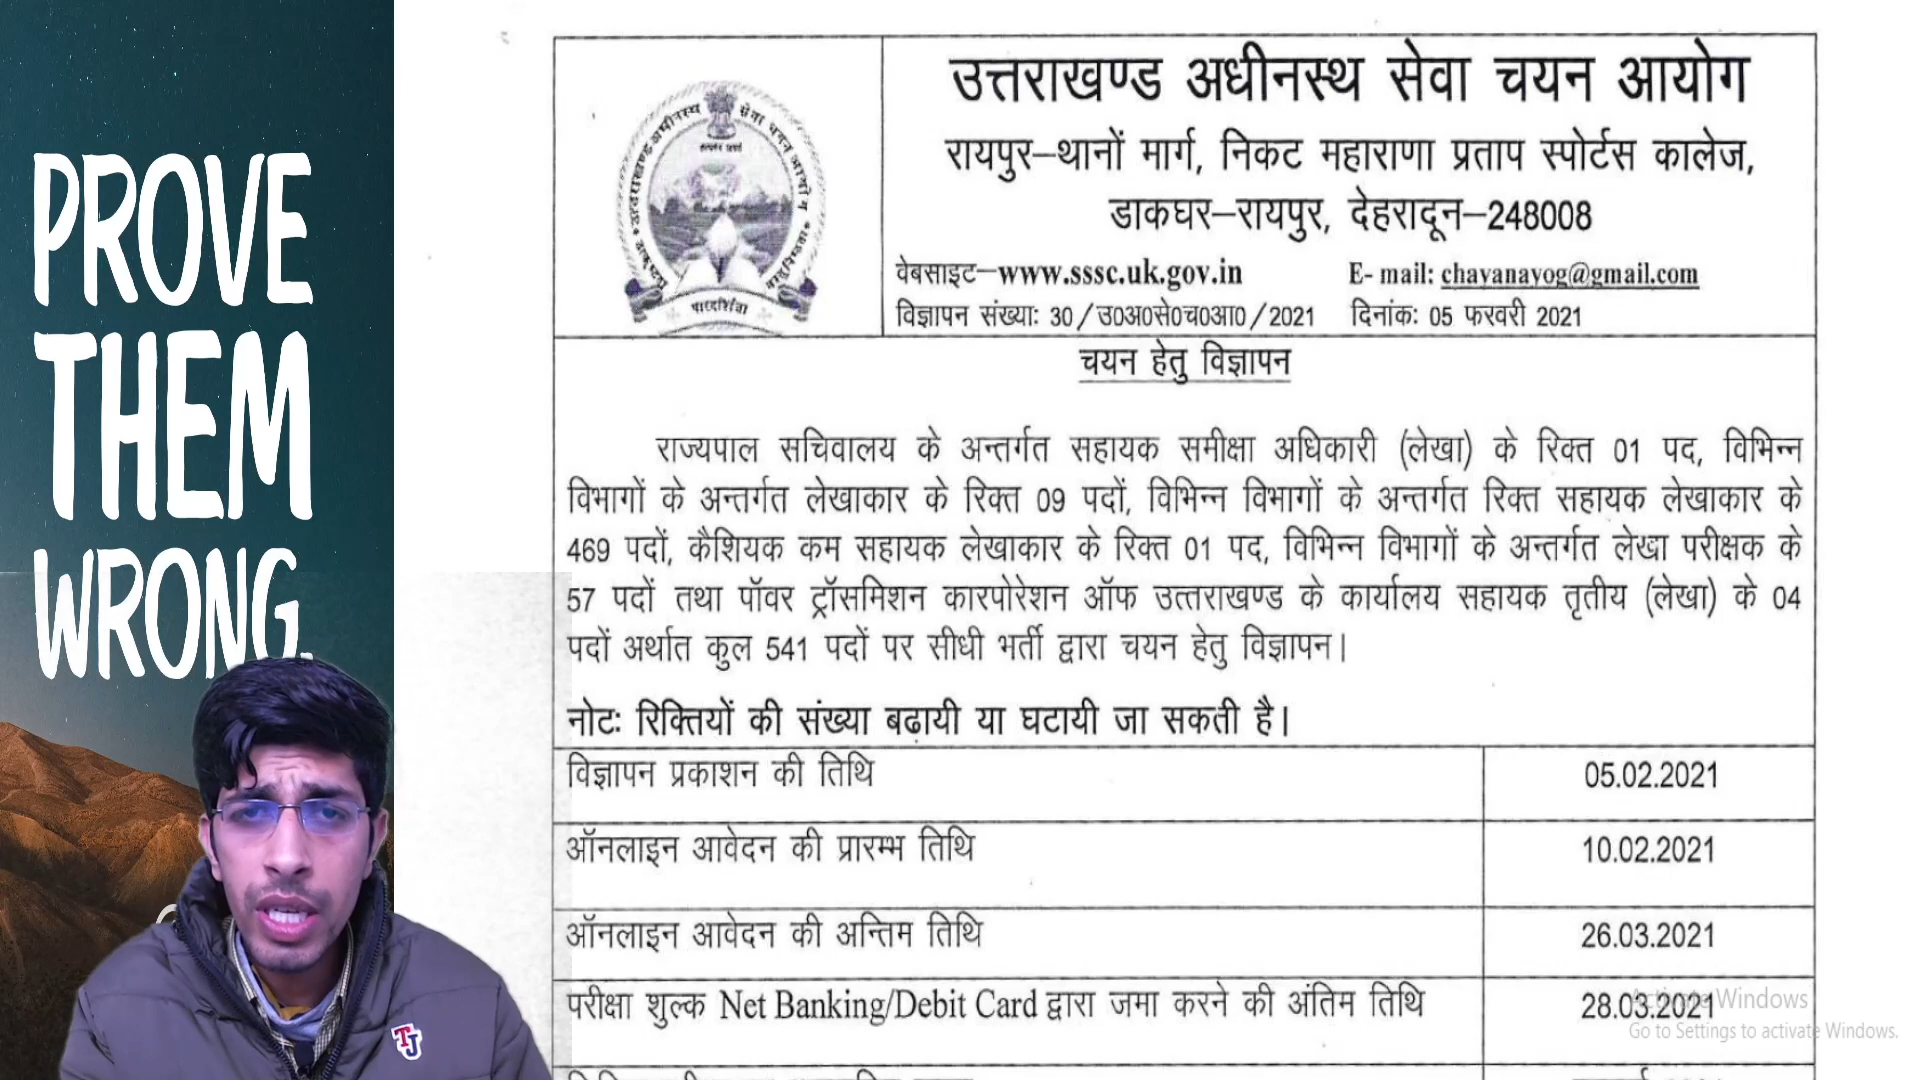 PROVE
THEM
WRONG.
उत्तराखण्ड अधीनस्थ सेवा चयन आयोग
रायपुर–थानों मार्ग, निकट महाराणा प्रताप स्पोर्टस कालेज,
डाकघर–रायपुर, देहरादून–248008
वेबसाइट–www.sssc.uk.gov.in E- mail: chayanayog@gmail.com
विज्ञापन संख्याः 30/उ0अ0से0च0आ0/2021 दिनांकः 05 फरवरी 2021
चयन हेतु विज्ञापन
राज्यपाल सचिवालय के अन्तर्गत सहायक समीक्षा अधिकारी (लेखा) के रिक्त 01 पद, विभिन्न
विभागों के अन्तर्गत लेखाकार के रिक्त 09 पदों, विभिन्न विभागों के अन्तर्गत रिक्त सहायक लेखाकार के
469 पदों, कैशियक कम सहायक लेखाकार के रिक्त 01 पद, विभिन्न विभागों के अन्तर्गत लेखा परीक्षक के
57 पदों तथा पॉवर ट्रॉसमिशन कारपोरेशन ऑफ उत्तराखण्ड के कार्यालय सहायक तृतीय (लेखा) के 04
पदों अर्थात कुल 541 पदों पर सीधी भर्ती द्वारा चयन हेतु विज्ञापन।
नोटः रिक्तियों की संख्या बढायी या घटायी जा सकती है।
विज्ञापन प्रकाशन की तिथि 05.02.2021
ऑनलाइन आवेदन की प्रारम्भ तिथि 10.02.2021
ऑनलाइन आवेदन की अन्तिम तिथि 26.03.2021
परीक्षा शुल्क Net Banking/Debit Card द्वारा जमा करने की अंतिम तिथि 28.03.2021
Activate Windows
Go to Settings to activate Windows.
TJ